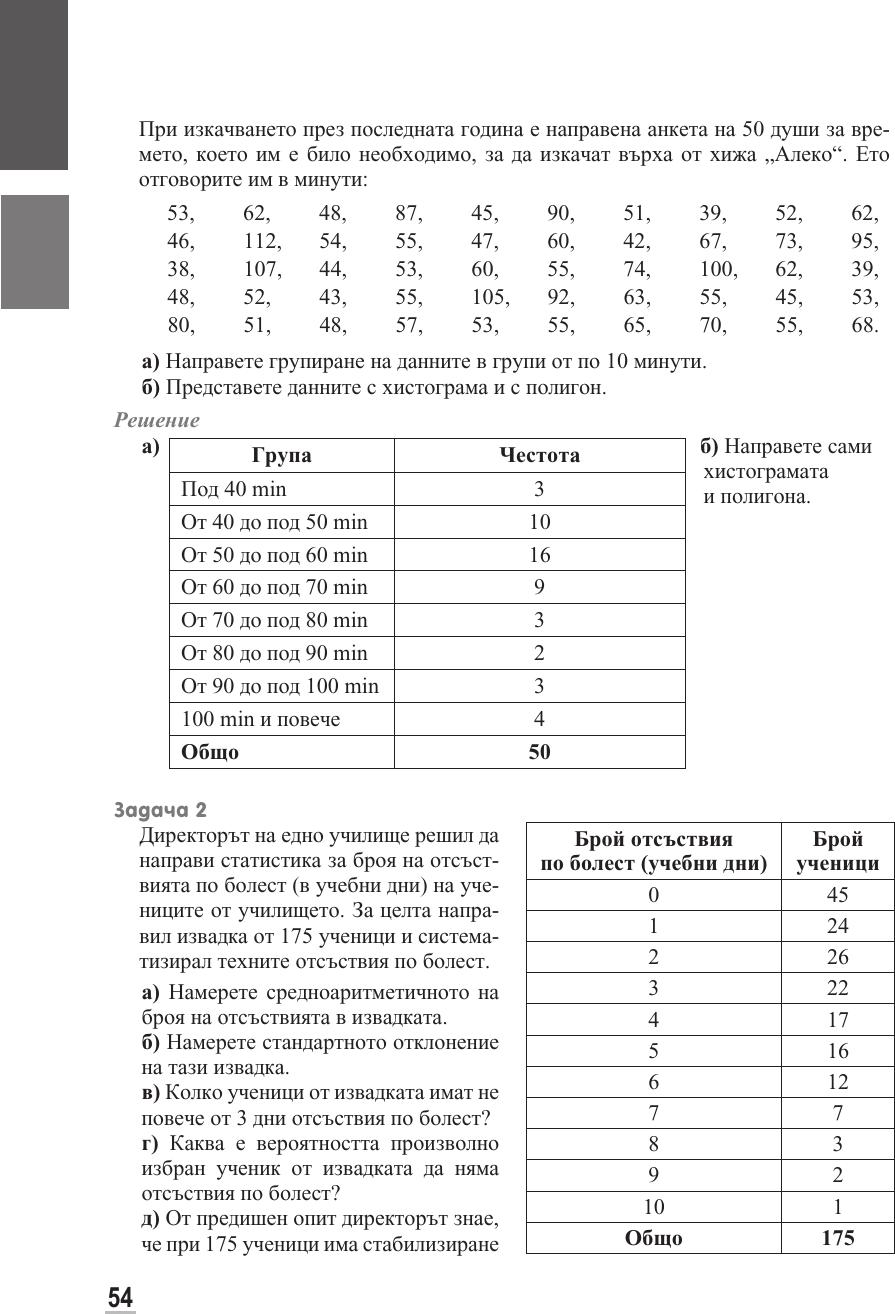 При изкачването през последната година е направена анкета на 50 души за вре-
мето, което им е било необходимо, за да изкачат върха от хижа „Алеко“. Ето
отговорите им в минути:
53, 62, 48, 87, 45, 90, 51, 39, 52, 62,
46, 112, 54, 55, 47, 60, 42, 67, 73, 95,
38, 107, 44, 53, 60, 55, 74, 100, 62, 39,
48, 52, 43, 55, 105, 92, 63, 55, 45, 53,
80, 51, 48, 57, 53, 55, 65, 70, 55, 68.
а) Направете групиране на данните в групи от по 10 минути.
б) Представете данните с хистограма и с полигон.
Решение
а)
Група Честота
Под 40 min 3
От 40 до под 50 min 10
От 50 до под 60 min 16
От 60 до под 70 min 9
От 70 до под 80 min 3
От 80 до под 90 min 2
От 90 до под 100 min 3
100 min и повече 4
Общо 50
б) Направете сами
хистограмата
и полигона.
Задача 2
Директорът на едно училище решил да
направи статистика за броя на отсъст-
вията по болест (в учебни дни) на уче-
ниците от училището. За целта напра-
вил извадка от 175 ученици и система-
тизирал техните отсъствия по болест.
а) Намерете средноаритметичното на
броя на отсъствията в извадката.
б) Намерете стандартното отклонение
на тази извадка.
в) Колко ученици от извадката имат не
повече от 3 дни отсъствия по болест?
г) Каква е вероятността произволно
избран ученик от извадката да няма
отсъствия по болест?
д) От предишен опит директорът знае,
че при 175 ученици има стабилизиране
Брой отсъствия Брой
по болест (учебни дни) ученици
0 45
1 24
2 26
3 22
4 17
5 16
6 12
7 7
8 3
9 2
10 1
Общо 175
54